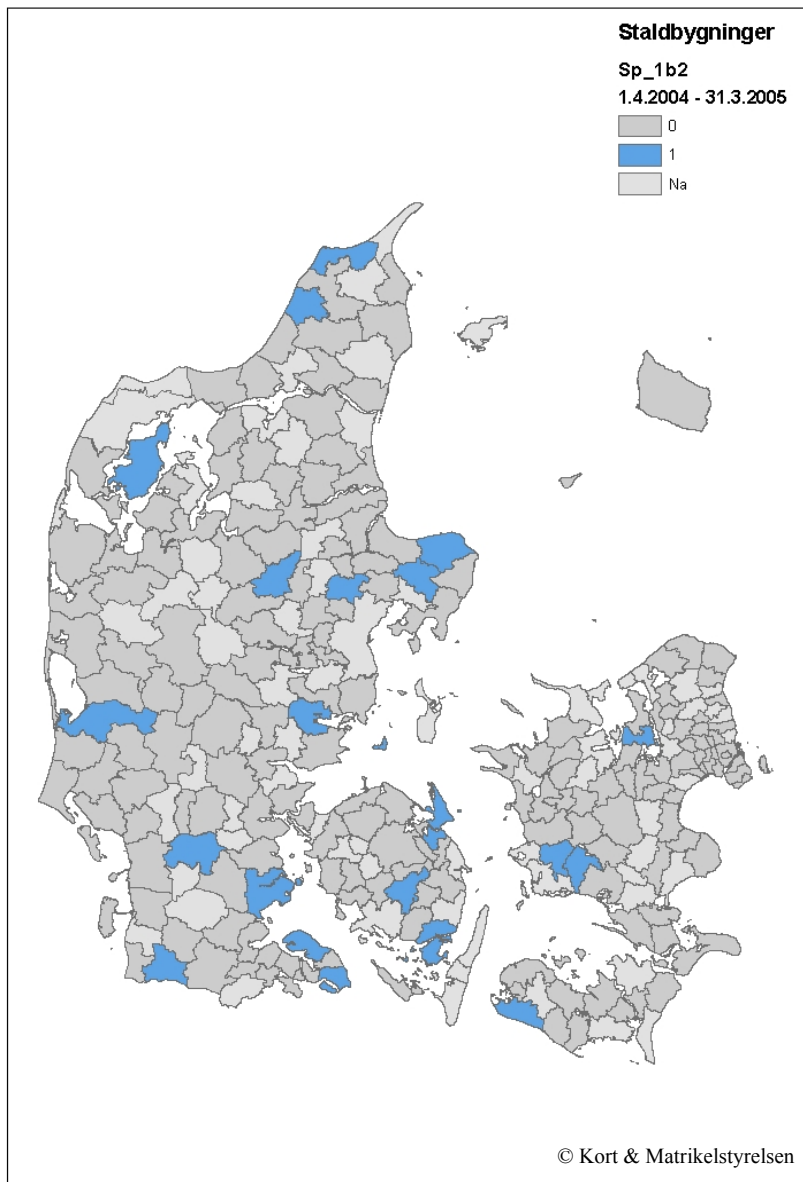 Staldbygninger
Sp_1b2
1.4.2004 - 31.3.2005
0
1
Na
© Kort & Matrikelstyrelsen